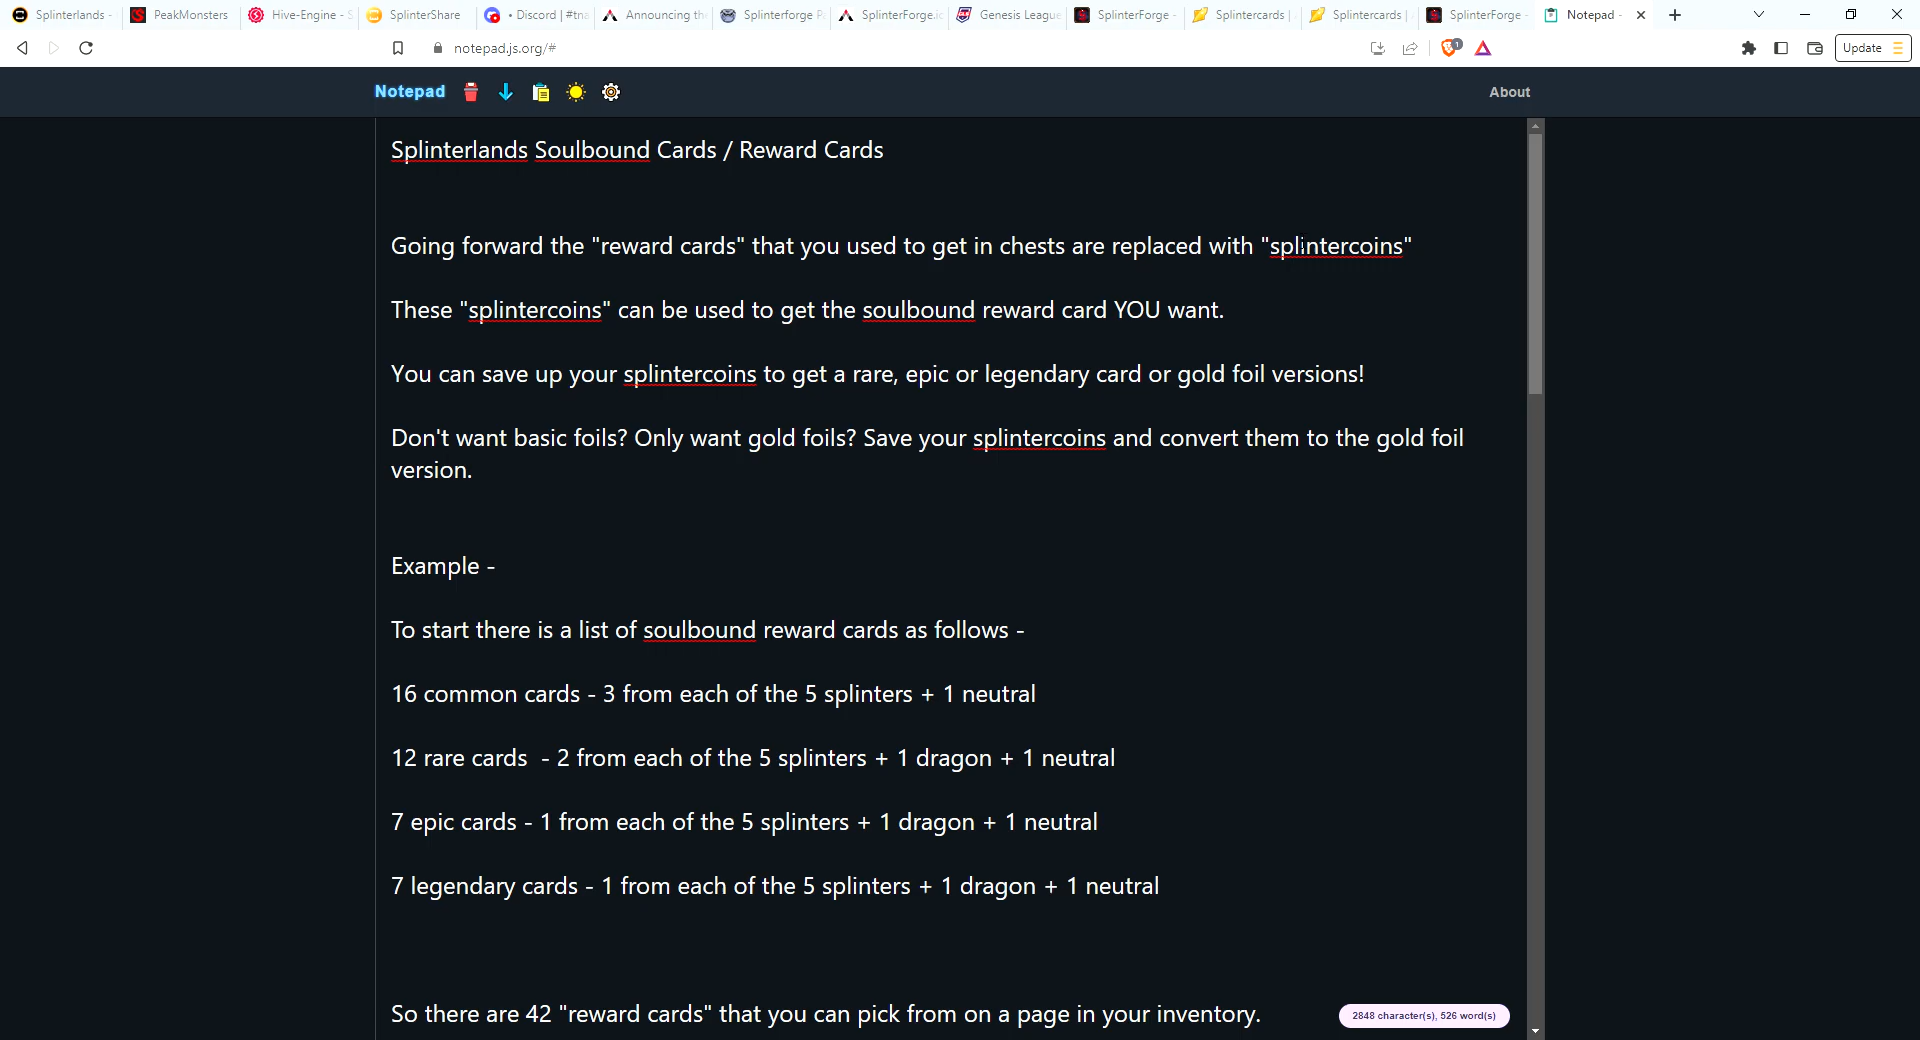 Splinterlands - PeakMonsters Hive-Engine - S SplinterShare • Discord | #tna Announcing th Splinterforge P SplinterForge.io Genesis League SplinterForge - Splintercards | Splintercards | SplinterForge - Notepad -
notepad.js.org/# 1 Update
Notepad About
Splinterlands Soulbound Cards / Reward Cards
Going forward the "reward cards" that you used to get in chests are replaced with "splintercoins"
These "splintercoins" can be used to get the soulbound reward card YOU want.
You can save up your splintercoins to get a rare, epic or legendary card or gold foil versions!
Don't want basic foils? Only want gold foils? Save your splintercoins and convert them to the gold foil
version.
Example -
To start there is a list of soulbound reward cards as follows -
16 common cards - 3 from each of the 5 splinters + 1 neutral
12 rare cards  - 2 from each of the 5 splinters + 1 dragon + 1 neutral
7 epic cards - 1 from each of the 5 splinters + 1 dragon + 1 neutral
7 legendary cards - 1 from each of the 5 splinters + 1 dragon + 1 neutral
So there are 42 "reward cards" that you can pick from on a page in your inventory.
2848 character(s), 526 word(s)